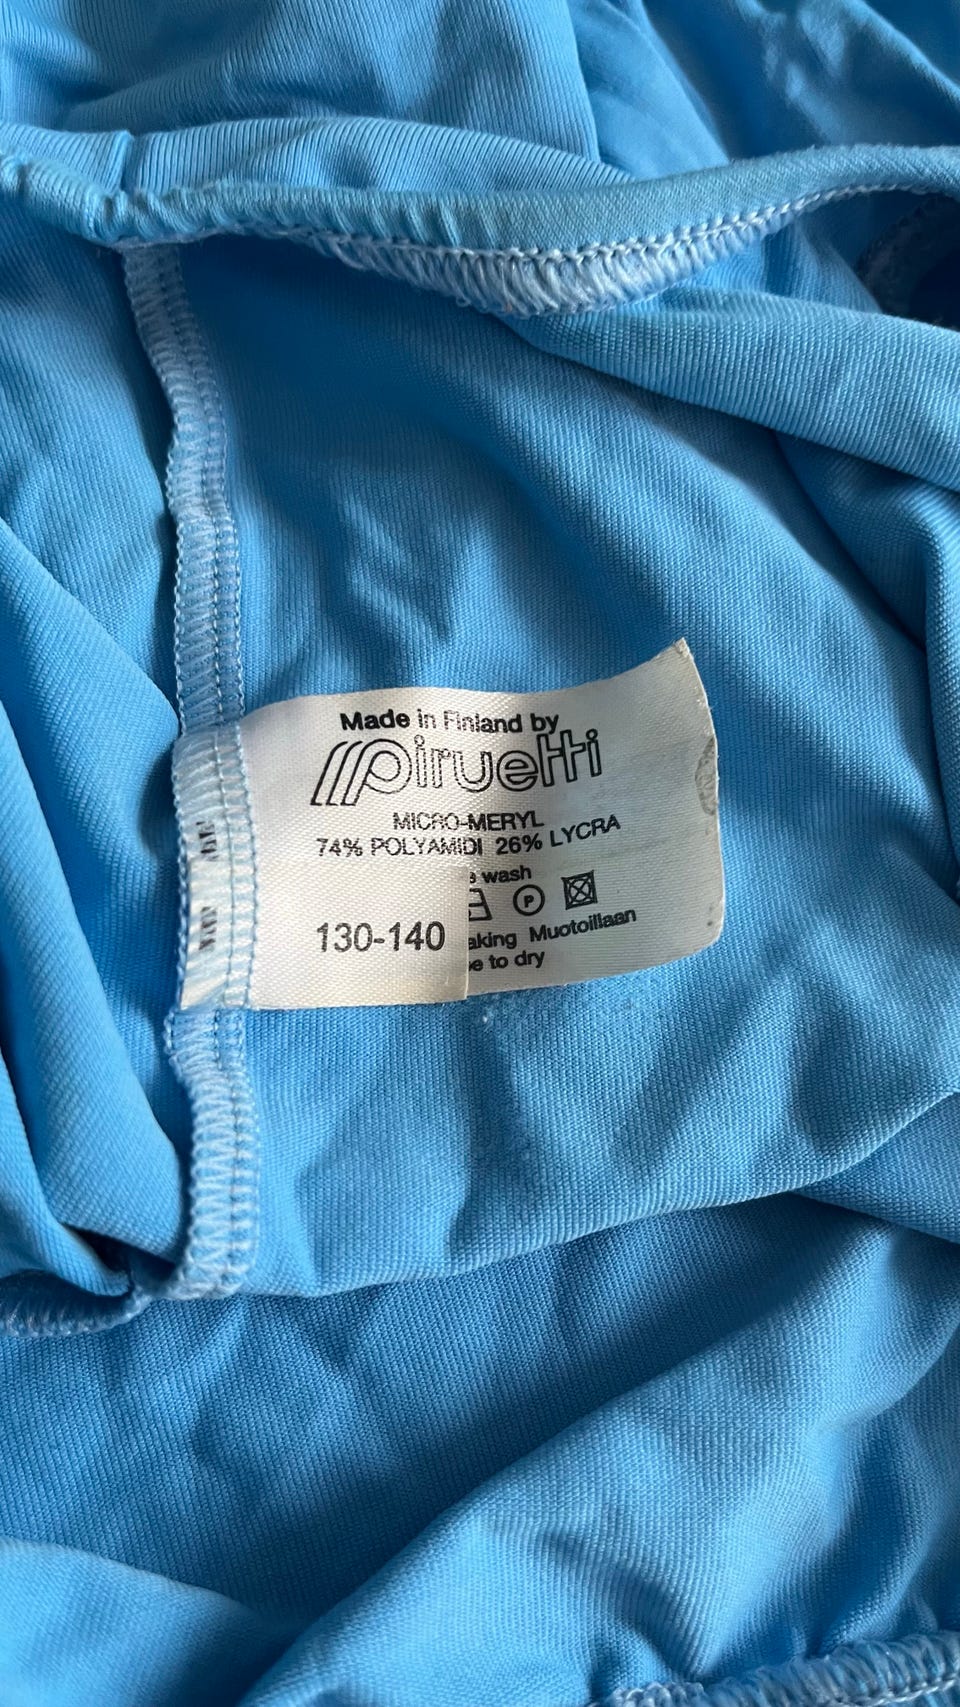 Made in Finland by
piruetti
MICRO-MERYL
74% POLYAMIDI 26% LYCRA
wash
P
130-140
aking Muotoillaan
to dry